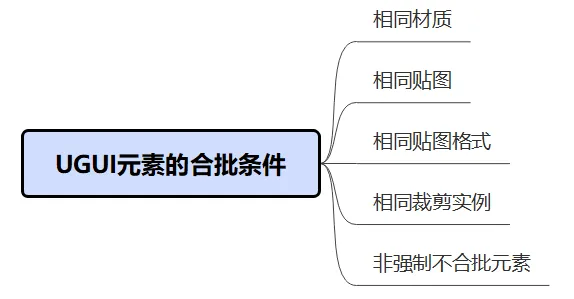 相同材质
相同贴图
UGUI元素的合批条件
相同贴图格式
相同裁剪实例
非强制不合批元素